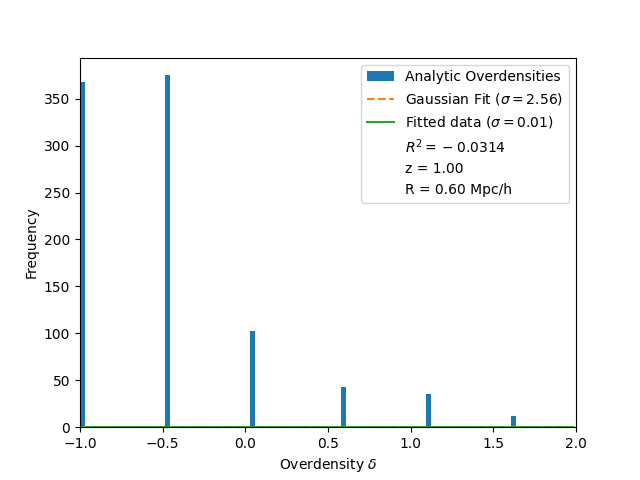 Analytic Overdensities
Gaussian Fit (σ = 2.56)
Fitted data (σ = 0.01)
R² = −0.0314
z = 1.00
R = 0.60 Mpc/h
350
300
250
200
150
100
50
0
Frequency
−1.0 −0.5 0.0 0.5 1.0 1.5 2.0
Overdensity δ